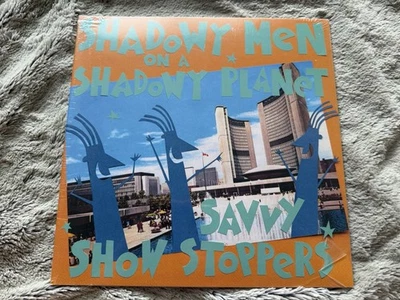 SHADOWY MEN
ON A
SHADOWY PLANET
SAVVY
SHOW STOPPERS